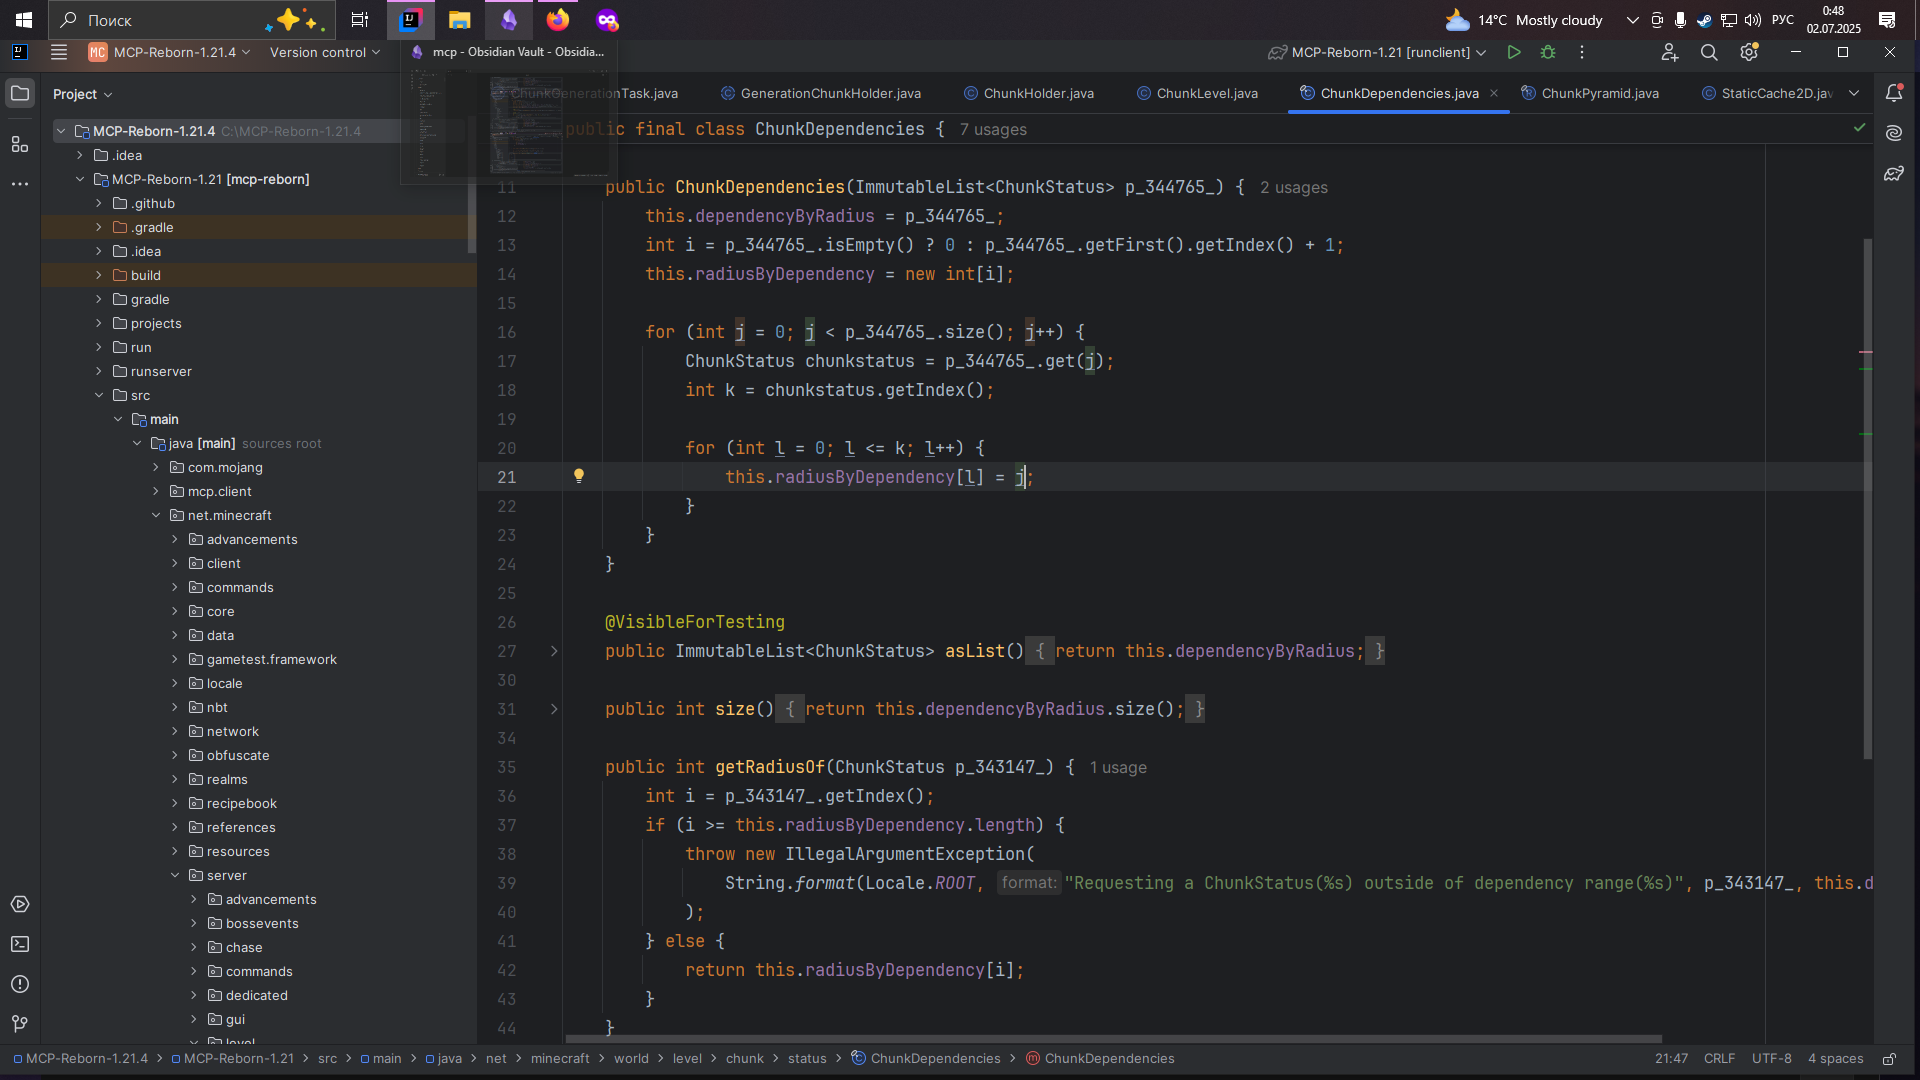 Поиск
14°C Mostly cloudy
РУС
0:48
02.07.2025
MC MCP-Reborn-1.21.4
Version control
mcp - Obsidian Vault - Obsidia...
MCP-Reborn-1.21 [runclient]
Project
ChunkGenerationTask.java
GenerationChunkHolder.java
ChunkHolder.java
ChunkLevel.java
ChunkDependencies.java
ChunkPyramid.java
StaticCache2D.jav
MCP-Reborn-1.21.4 C:\MCP-Reborn-1.21.4
.idea
MCP-Reborn-1.21 [mcp-reborn]
.github
.gradle
.idea
build
gradle
projects
run
runserver
src
main
java [main] sources root
com.mojang
mcp.client
net.minecraft
advancements
client
commands
core
data
gametest.framework
locale
nbt
network
obfuscate
realms
recipebook
references
resources
server
advancements
bossevents
chase
commands
dedicated
gui
level
public final class ChunkDependencies { 7 usages
11 public ChunkDependencies(ImmutableList<ChunkStatus> p_344765_) { 2 usages
12 this.dependencyByRadius = p_344765_;
13 int i = p_344765_.isEmpty() ? 0 : p_344765_.getFirst().getIndex() + 1;
14 this.radiusByDependency = new int[i];
15
16 for (int j = 0; j < p_344765_.size(); j++) {
17 ChunkStatus chunkstatus = p_344765_.get(j);
18 int k = chunkstatus.getIndex();
19
20 for (int l = 0; l <= k; l++) {
21 this.radiusByDependency[l] = j;
22 }
23 }
24 }
25
26 @VisibleForTesting
27 public ImmutableList<ChunkStatus> asList() { return this.dependencyByRadius; }
30
31 public int size() { return this.dependencyByRadius.size(); }
34
35 public int getRadiusOf(ChunkStatus p_343147_) { 1 usage
36 int i = p_343147_.getIndex();
37 if (i >= this.radiusByDependency.length) {
38 throw new IllegalArgumentException(
39 String.format(Locale.ROOT, format: "Requesting a ChunkStatus(%s) outside of dependency range(%s)", p_343147_, this.d
40 );
41 } else {
42 return this.radiusByDependency[i];
43 }
44 }
MCP-Reborn-1.21.4 > MCP-Reborn-1.21 > src > main > java > net > minecraft > world > level > chunk > status > ChunkDependencies > ChunkDependencies
21:47 CRLF UTF-8 4 spaces